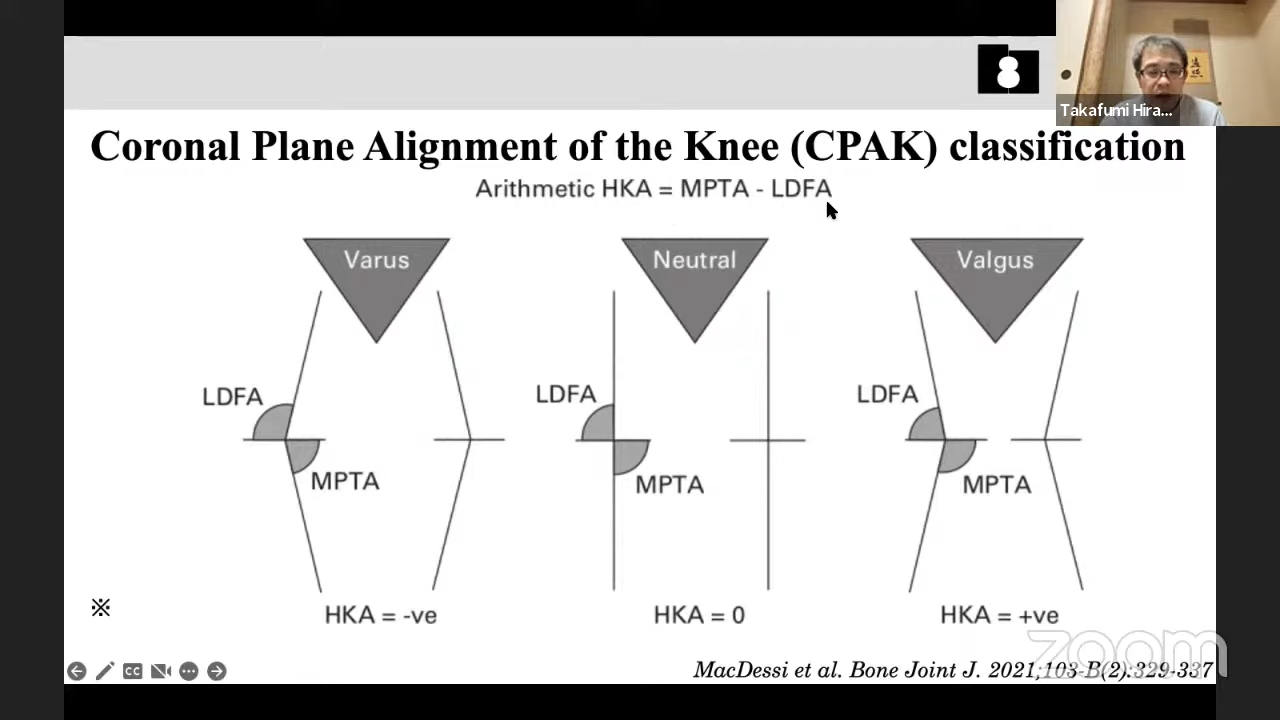 Takafumi Hira...
Coronal Plane Alignment of the Knee (CPAK) classification
Arithmetic HKA = MPTA - LDFA
Varus
Neutral
Valgus
LDFA
LDFA
LDFA
MPTA
MPTA
MPTA
※
HKA = -ve
HKA = 0
HKA = +ve
zoom
CC
MacDessi et al. Bone Joint J. 2021;103-B(2):329-337